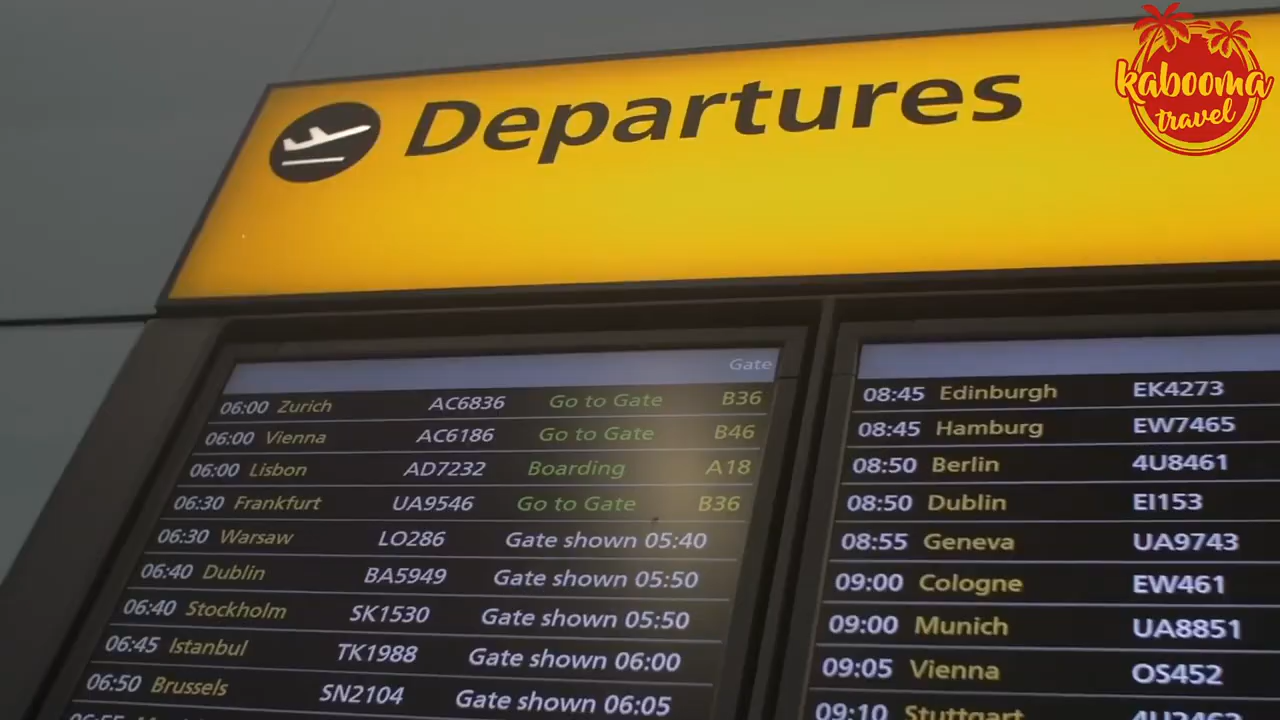 kabooma
travel
Departures
Gate
06:00 Zurich AC6836 Go to Gate B36
06:00 Vienna AC6186 Go to Gate B46
06:00 Lisbon AD7232 Boarding A18
06:30 Frankfurt UA9546 Go to Gate B36
06:30 Warsaw LO286 Gate shown 05:40
06:40 Dublin BA5949 Gate shown 05:50
06:40 Stockholm SK1530 Gate shown 05:50
06:45 Istanbul TK1988 Gate shown 06:00
06:50 Brussels SN2104 Gate shown 06:05
08:45 Edinburgh EK4273
08:45 Hamburg EW7465
08:50 Berlin 4U8461
08:50 Dublin EI153
08:55 Geneva UA9743
09:00 Cologne EW461
09:00 Munich UA8851
09:05 Vienna OS452
09:10 Stuttgart